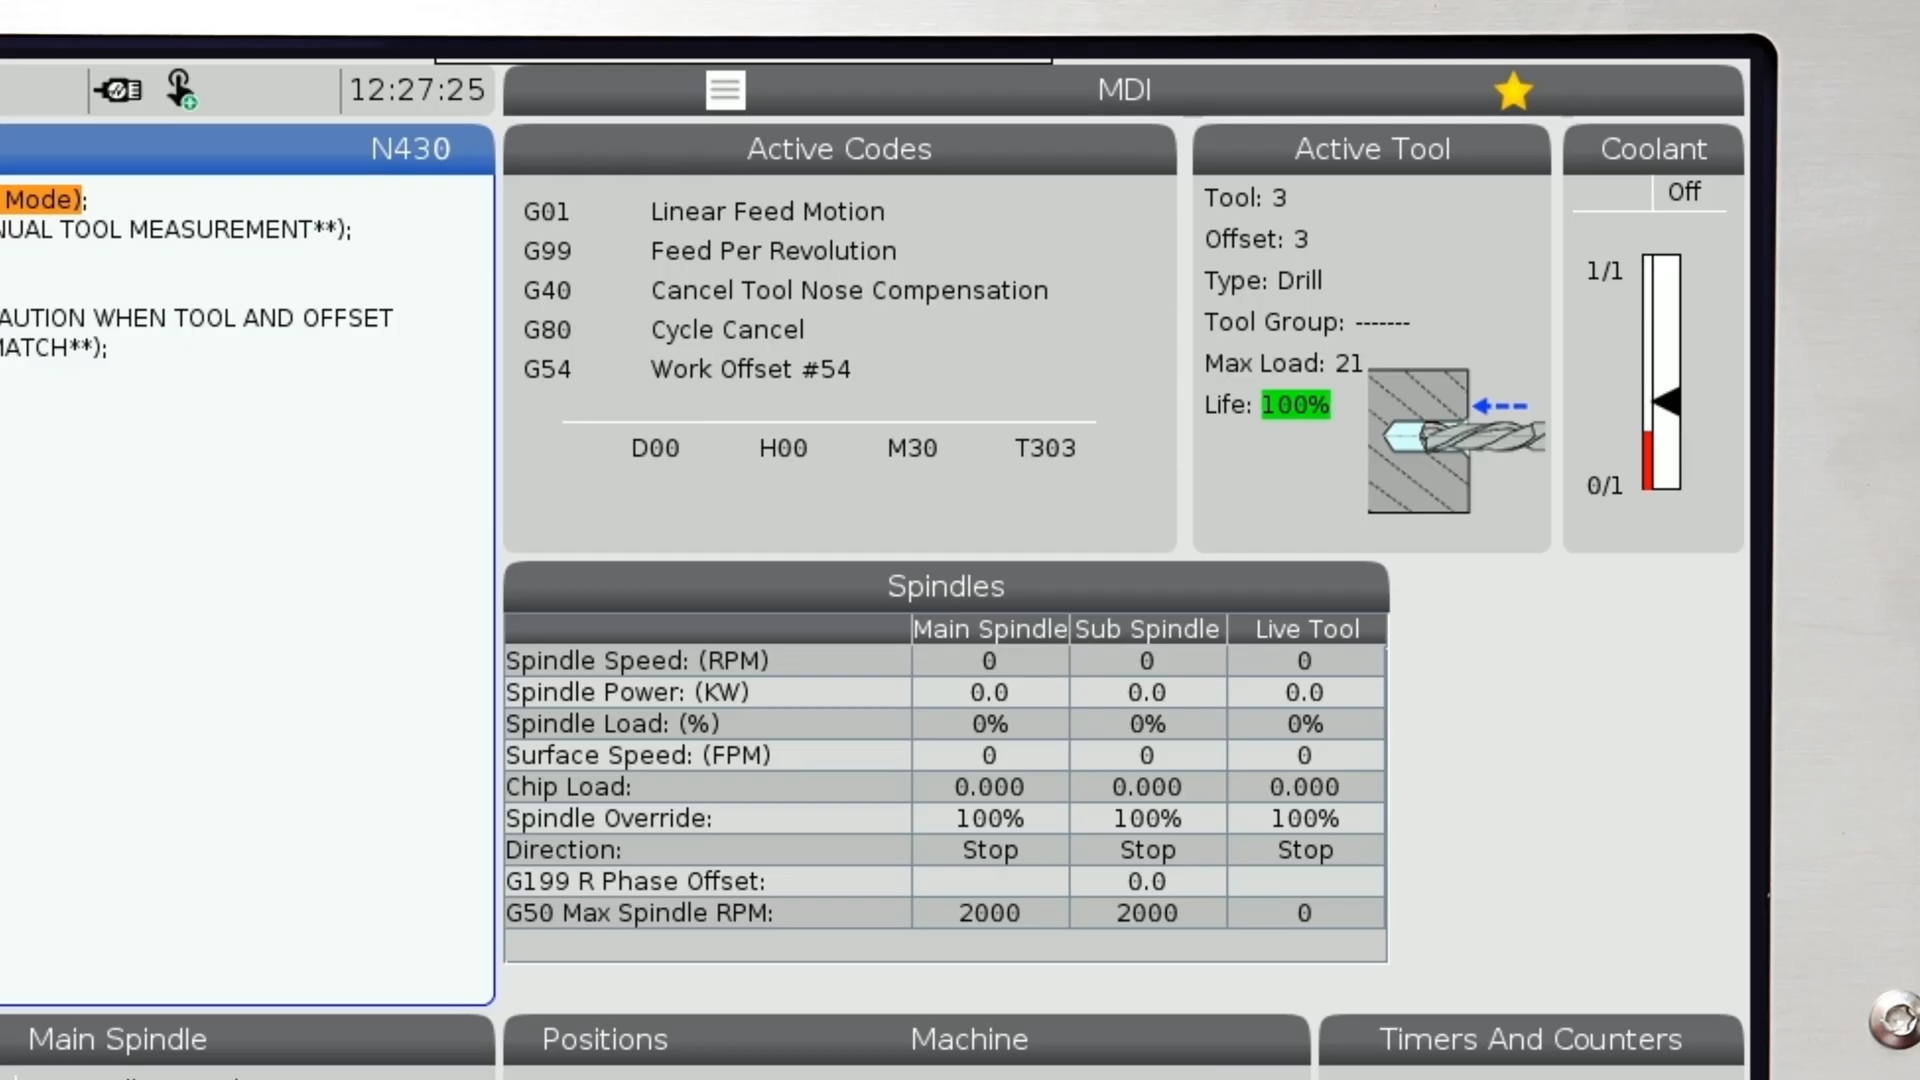 12:27:25
MDI
N430
Mode);
NUAL TOOL MEASUREMENT**);
AUTION WHEN TOOL AND OFFSET
MATCH**);
Active Codes
G01 Linear Feed Motion
G99 Feed Per Revolution
G40 Cancel Tool Nose Compensation
G80 Cycle Cancel
G54 Work Offset #54
D00 H00 M30 T303
Active Tool
Tool: 3
Offset: 3
Type: Drill
Tool Group: -------
Max Load: 21
Life: 100%
Coolant
Off
1/1
0/1
Spindles
Main Spindle Sub Spindle Live Tool
Spindle Speed: (RPM) 0 0 0
Spindle Power: (KW) 0.0 0.0 0.0
Spindle Load: (%) 0% 0% 0%
Surface Speed: (FPM) 0 0 0
Chip Load: 0.000 0.000 0.000
Spindle Override: 100% 100% 100%
Direction: Stop Stop Stop
G199 R Phase Offset: 0.0
G50 Max Spindle RPM: 2000 2000 0
Main Spindle
Positions Machine
Timers And Counters